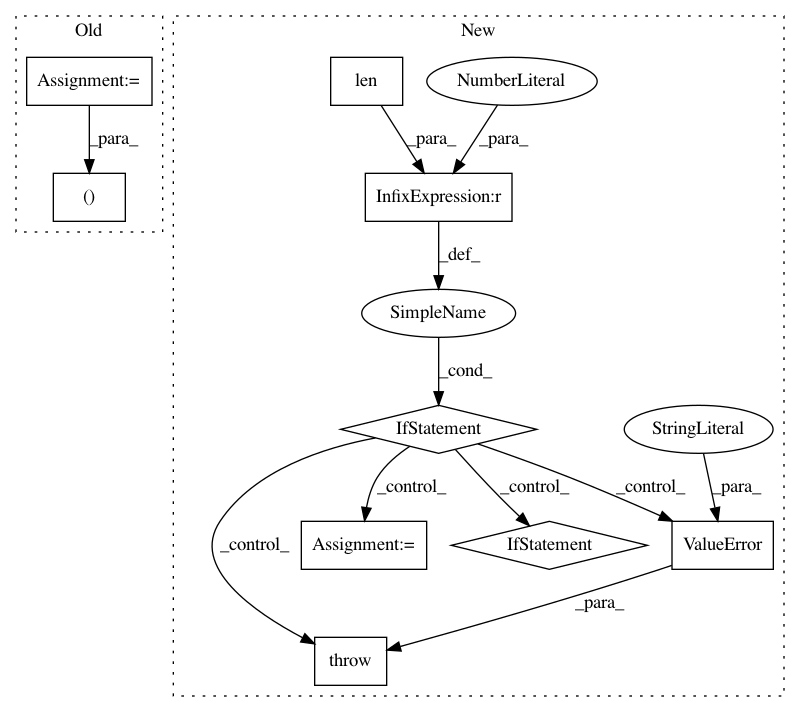 Old
New
Assignment:=
len
NumberLiteral
_para_
_para_
_para_
()
InfixExpression:r
_def_
SimpleName
_cond_
IfStatement
StringLiteral
_control_
_control_
_control_
_para_
_control_
Assignment:=
IfStatement
ValueError
_para_
throw